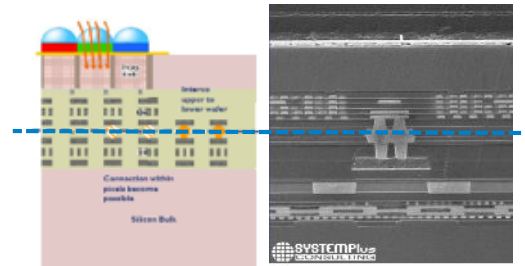 Interco
upper to
lower wafer
Connection within
pixels become
possible
Silicon Bulk
SYSTEMPlus
CONSULTING